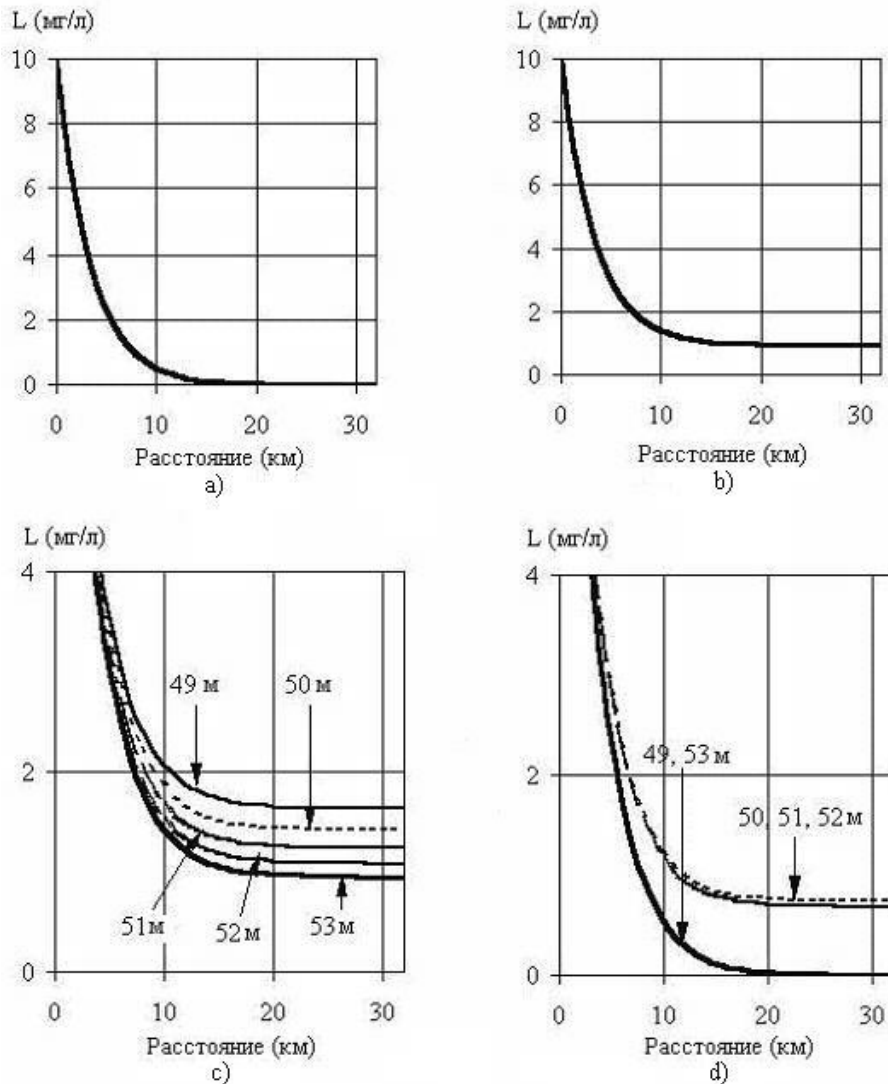 L (мг/л)
10
8
6
4
2
0
0 10 20 30
Расстояние (км)
a)
L (мг/л)
10
8
6
4
2
0
0 10 20 30
Расстояние (км)
b)
L (мг/л)
4
49 м
50 м
2
51м
52 м
53 м
0
0 10 20 30
Расстояние (км)
c)
L (мг/л)
4
49, 53м
2
50, 51, 52м
0
0 10 20 30
Расстояние (км)
d)